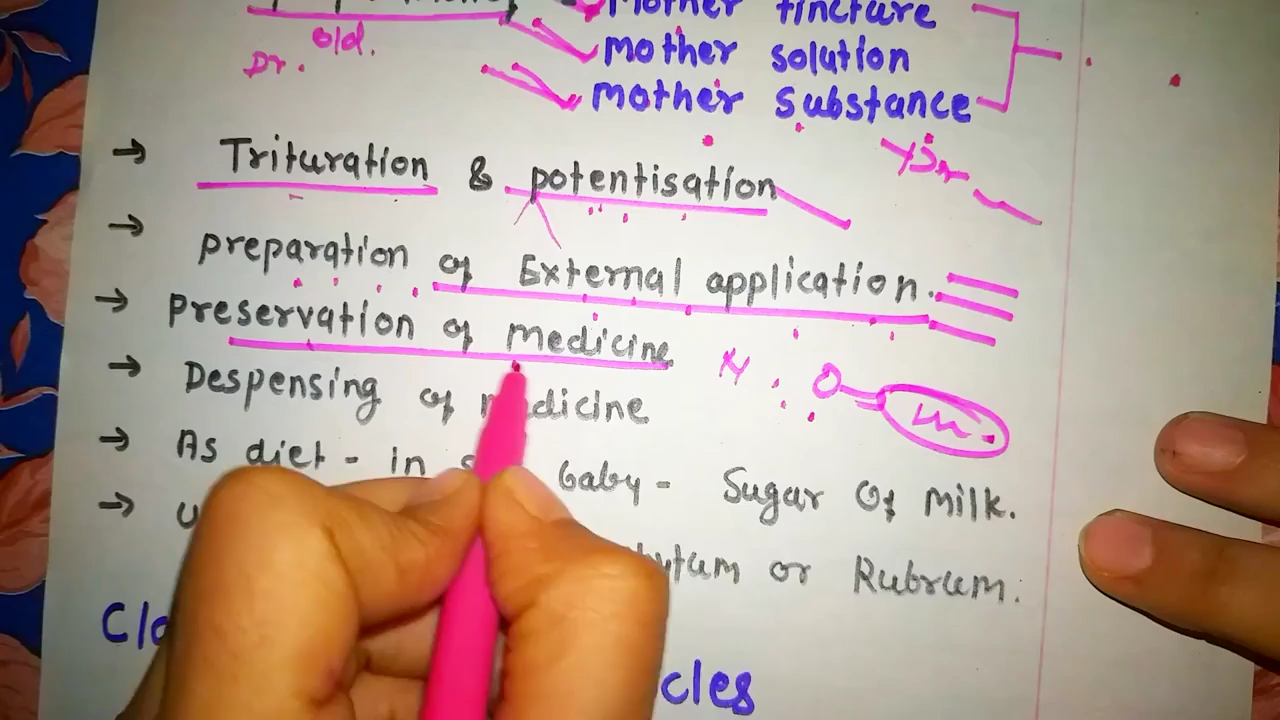 Mother tincture
old.
Dr.
mother solution
mother substance
→ Trituration & potentisation
→ preparation of External application.
→ preservation of medicine
→ Despensing of medicine
→ As diet - in baby - Sugar Of milk.
→
or Rubrum.
cles